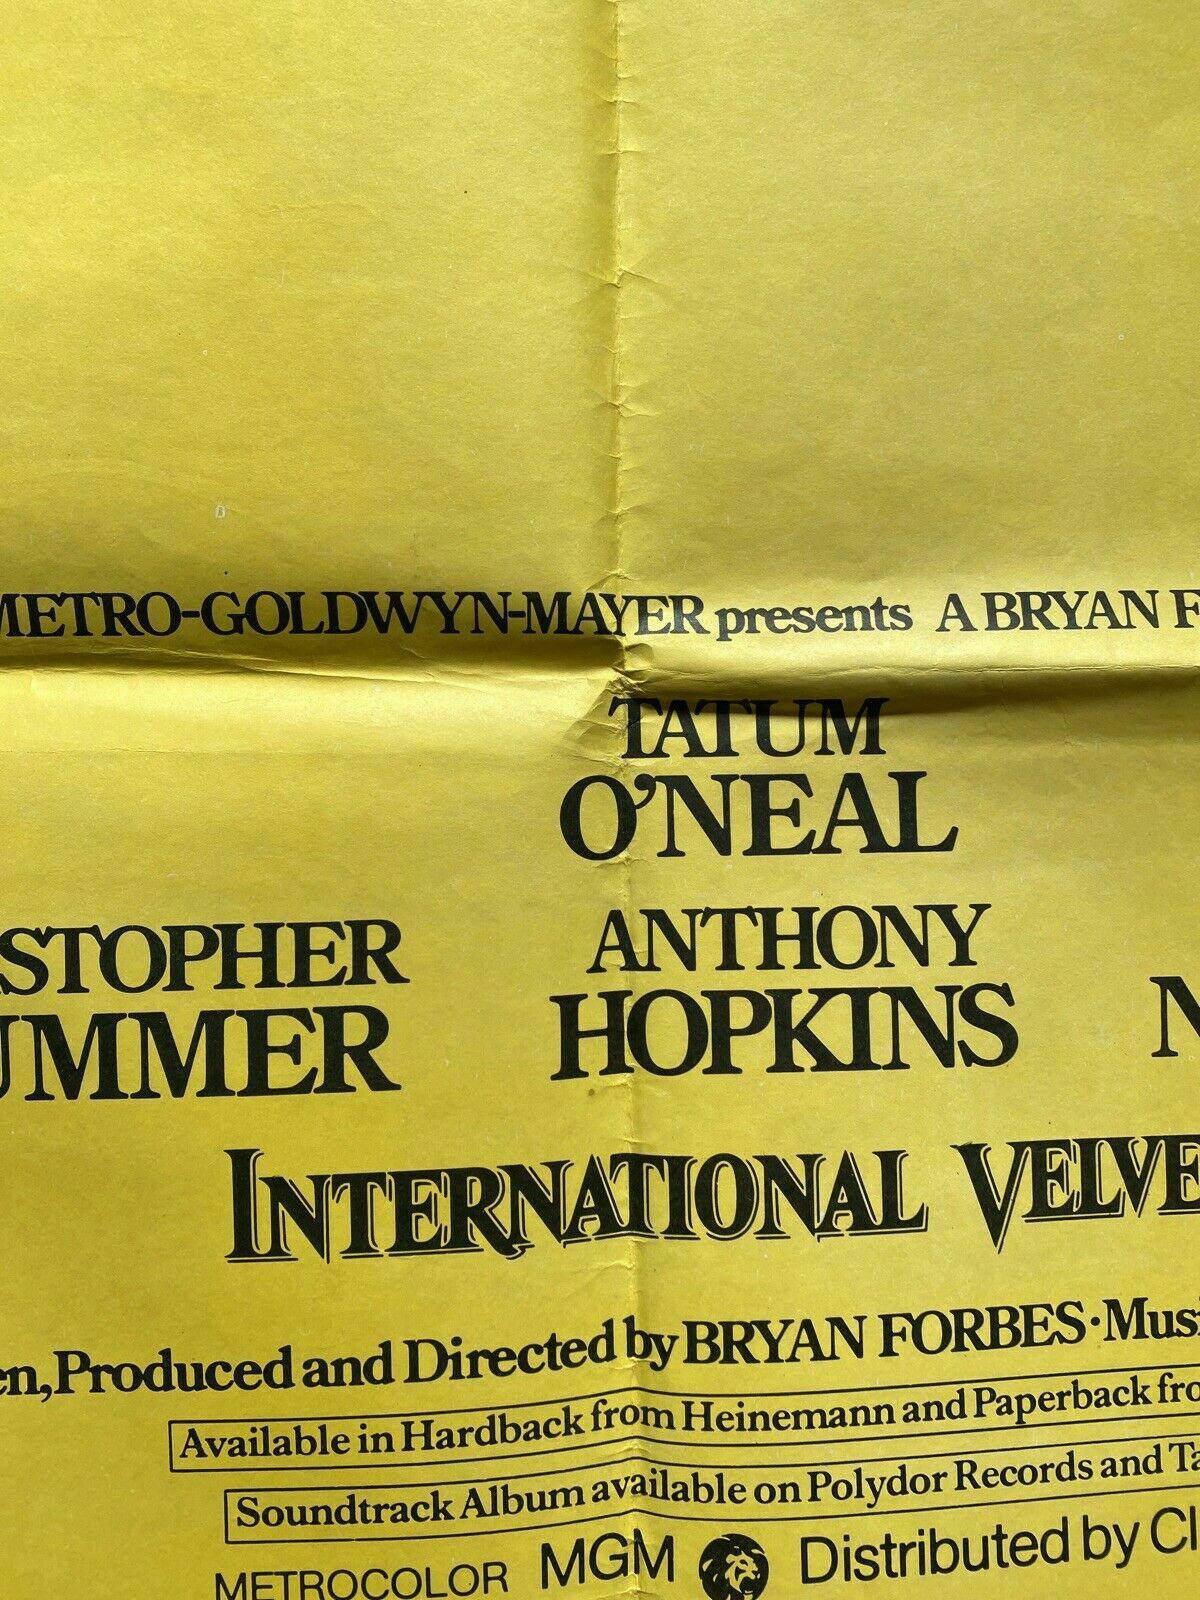 METRO-GOLDWYN-MAYER presents A BRYAN F
TATUM
O'NEAL
STOPHER
UMMER
ANTHONY
HOPKINS
N
INTERNATIONAL VELVE
en, Produced and Directed by BRYAN FORBES·Musi
Available in Hardback from Heinemann and Paperback fro
Soundtrack Album available on Polydor Records and Ta
METROCOLOR MGM Distributed by CI